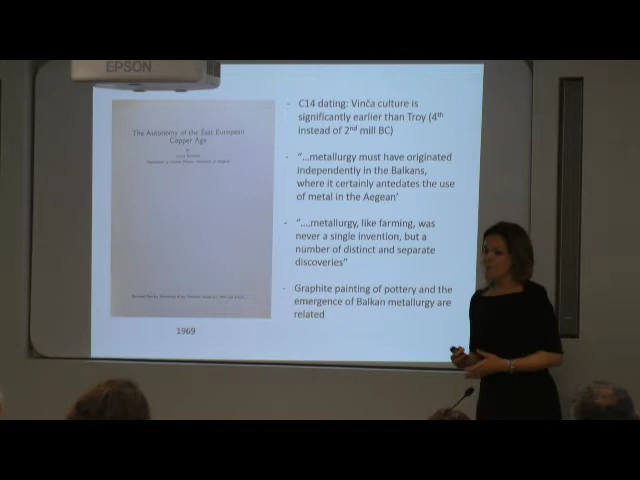 EPSON
The Autonomy of the East European
Copper Age
by
- C14 dating: Vinča culture is
significantly earlier than Troy (4th
instead of 2nd mill BC)
- "…metallurgy must have originated
independently in the Balkans,
where it certainly antedates the use
of metal in the Aegean'
- "….metallurgy, like farming, was
never a single invention, but a
number of distinct and separate
discoveries"
- Graphite painting of pottery and the
emergence of Balkan metallurgy are
related
1969